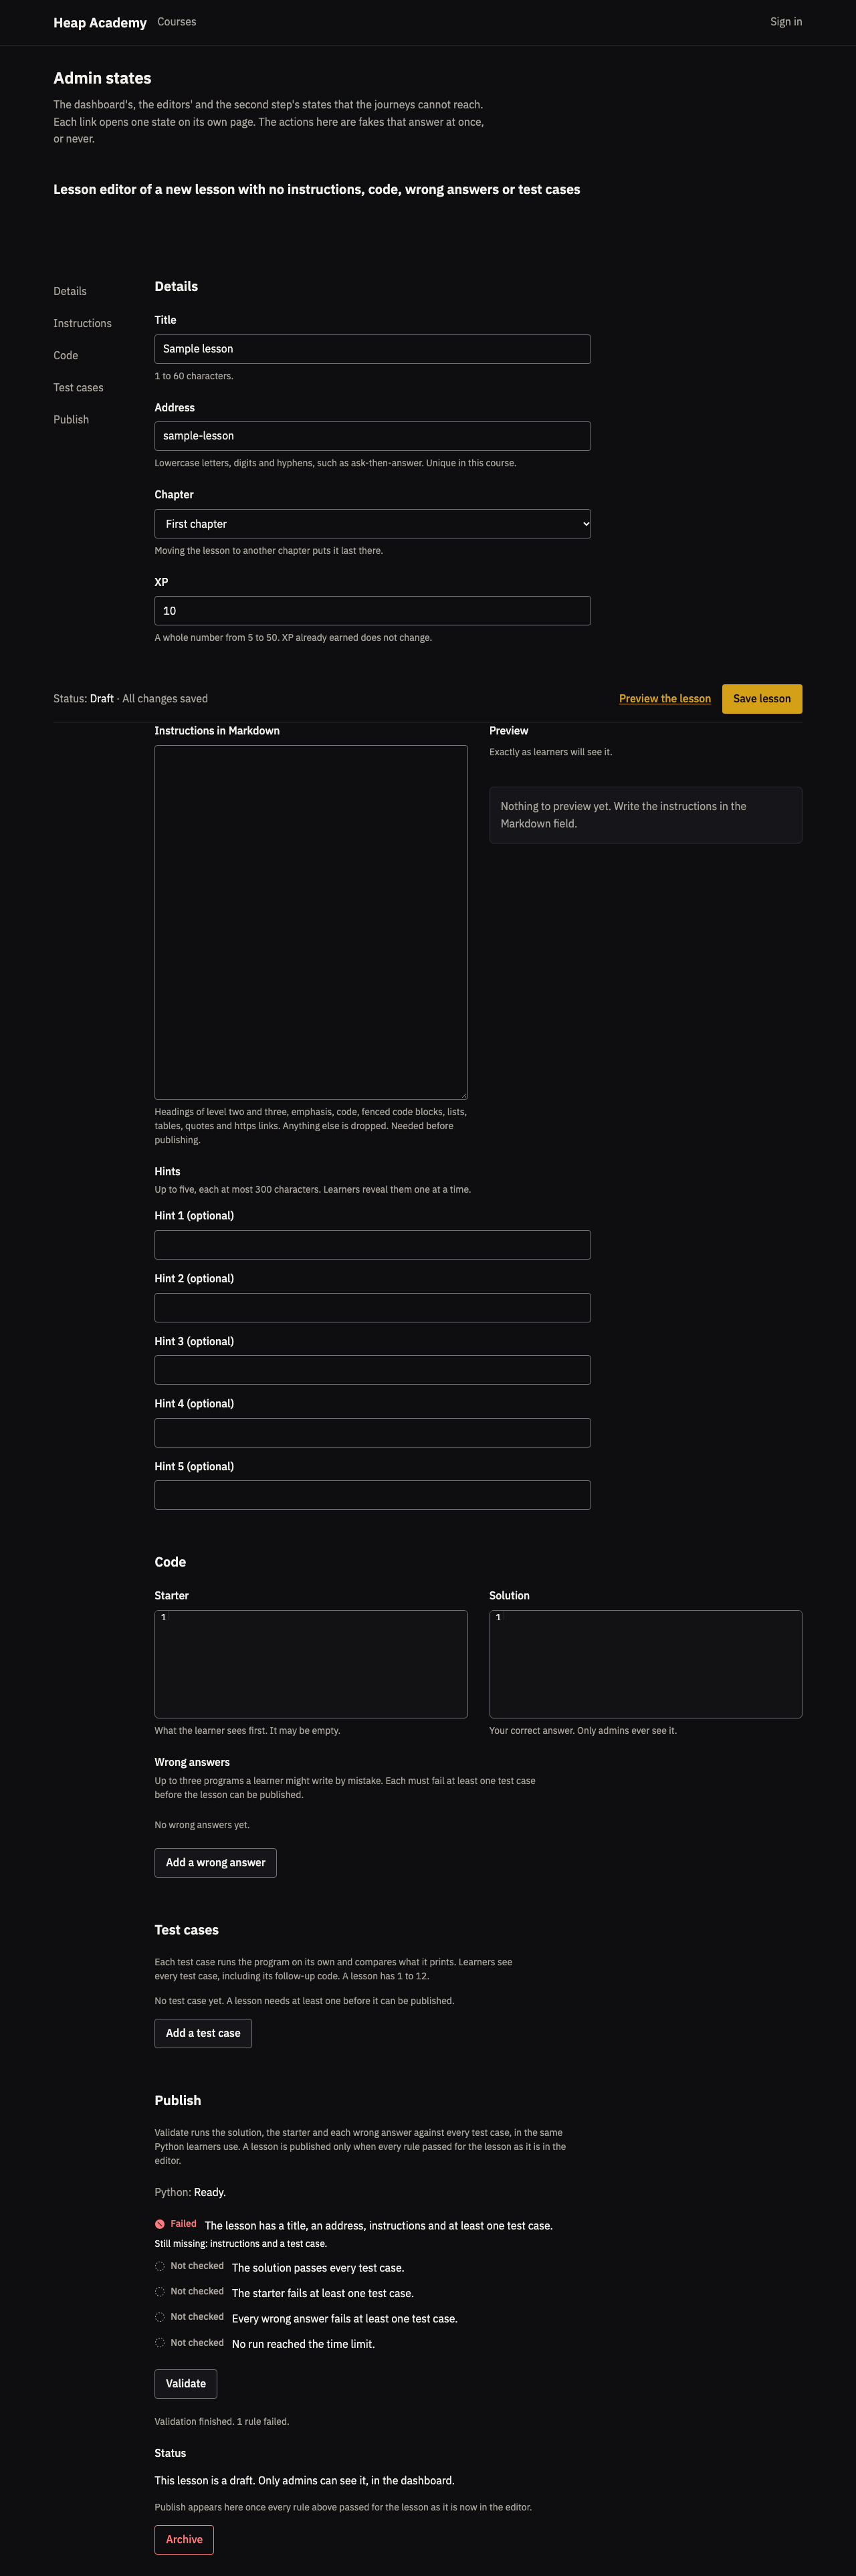 Heap Academy
Courses
Sign in
Admin states
The dashboard's, the editors' and the second step's states that the journeys cannot reach.
Each link opens one state on its own page. The actions here are fakes that answer at once,
or never.
Lesson editor of a new lesson with no instructions, code, wrong answers or test cases
Details
Instructions
Code
Test cases
Publish
Details
Title
Sample lesson
1 to 60 characters.
Address
sample-lesson
Lowercase letters, digits and hyphens, such as ask-then-answer. Unique in this course.
Chapter
First chapter
Moving the lesson to another chapter puts it last there.
XP
10
A whole number from 5 to 50. XP already earned does not change.
Status: Draft · All changes saved
Preview the lesson
Save lesson
Instructions in Markdown
Preview
Exactly as learners will see it.
Nothing to preview yet. Write the instructions in the
Markdown field.
Headings of level two and three, emphasis, code, fenced code blocks, lists,
tables, quotes and https links. Anything else is dropped. Needed before
publishing.
Hints
Up to five, each at most 300 characters. Learners reveal them one at a time.
Hint 1 (optional)
Hint 2 (optional)
Hint 3 (optional)
Hint 4 (optional)
Hint 5 (optional)
Code
Starter
1
What the learner sees first. It may be empty.
Solution
1
Your correct answer. Only admins ever see it.
Wrong answers
Up to three programs a learner might write by mistake. Each must fail at least one test case
before the lesson can be published.
No wrong answers yet.
Add a wrong answer
Test cases
Each test case runs the program on its own and compares what it prints. Learners see
every test case, including its follow-up code. A lesson has 1 to 12.
No test case yet. A lesson needs at least one before it can be published.
Add a test case
Publish
Validate runs the solution, the starter and each wrong answer against every test case, in the same
Python learners use. A lesson is published only when every rule passed for the lesson as it is in the
editor.
Python: Ready.
Failed The lesson has a title, an address, instructions and at least one test case.
Still missing: instructions and a test case.
Not checked The solution passes every test case.
Not checked The starter fails at least one test case.
Not checked Every wrong answer fails at least one test case.
Not checked No run reached the time limit.
Validate
Validation finished. 1 rule failed.
Status
This lesson is a draft. Only admins can see it, in the dashboard.
Publish appears here once every rule above passed for the lesson as it is now in the editor.
Archive